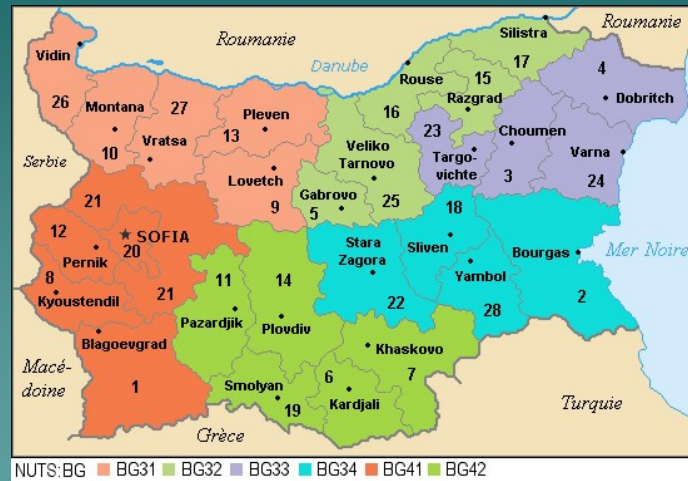 Roumanie
Roumanie
Silistra
17
Vidin
4
Danube
Rouse
15
Dobritch
26
27
Pleven
16
Razgrad
Montana
13
23
Choumen
10
Vratsa
Veliko
Tarnovo
Targo-
vichte
Varna
Serbie
Lovetch
3
24
21
9
Gabrovo
5
25
18
12
SOFIA
Stara
Zagora
Sliven
Bourgas
Mer Noire
Pernik
20
11
14
Yambol
8
Kyoustendil
21
Pazardjik
22
28
2
Plovdiv
Blagoevgrad
Khaskovo
Macé-
doine
1
Smolyan
6
7
19
Kardjali
Turquie
Grèce
NUTS:BG BG31 BG32 BG33 BG34 BG41 BG42